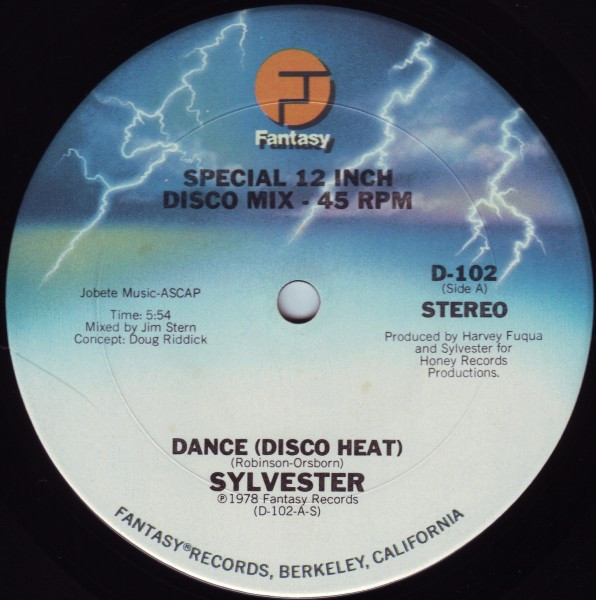 Fantasy
SPECIAL 12 INCH
DISCO MIX - 45 RPM
Jobete Music-ASCAP
Time: 5:54
Mixed by Jim Stern
Concept: Doug Riddick
D-102
(Side A)
STEREO
Produced by Harvey Fuqua
and Sylvester for
Honey Records
Productions.
DANCE (DISCO HEAT)
(Robinson-Orsborn)
SYLVESTER
℗1978 Fantasy Records
(D-102-A-S)
FANTASY®RECORDS, BERKELEY, CALIFORNIA